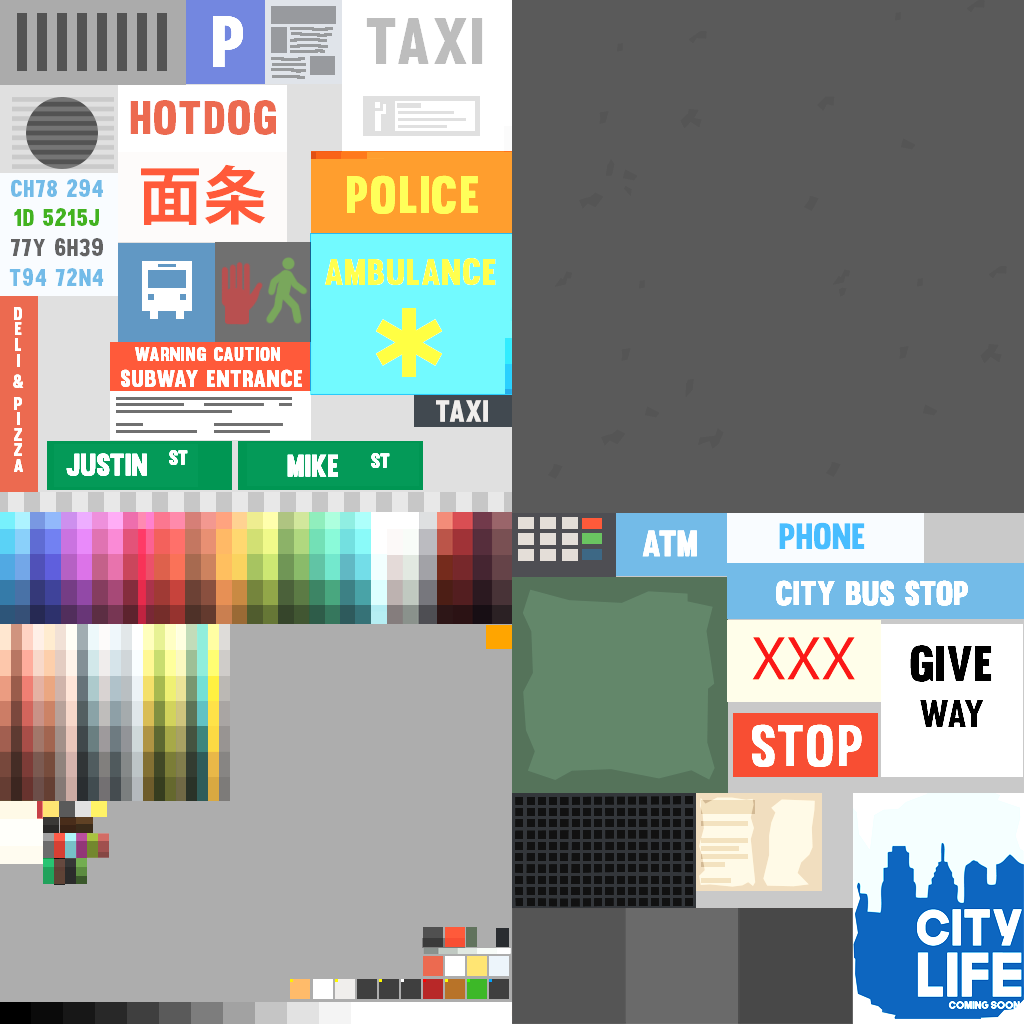 P
TAXI
HOTDOG
面条
CH78 294
1D 5215J
77Y 6H39
T94 72N4
POLICE
AMBULANCE
DELI & PIZZA
WARNING CAUTION
SUBWAY ENTRANCE
TAXI
JUSTIN ST
MIKE ST
ATM
PHONE
CITY BUS STOP
XXX
GIVE
WAY
STOP
CITY
LIFE
COMING SOON